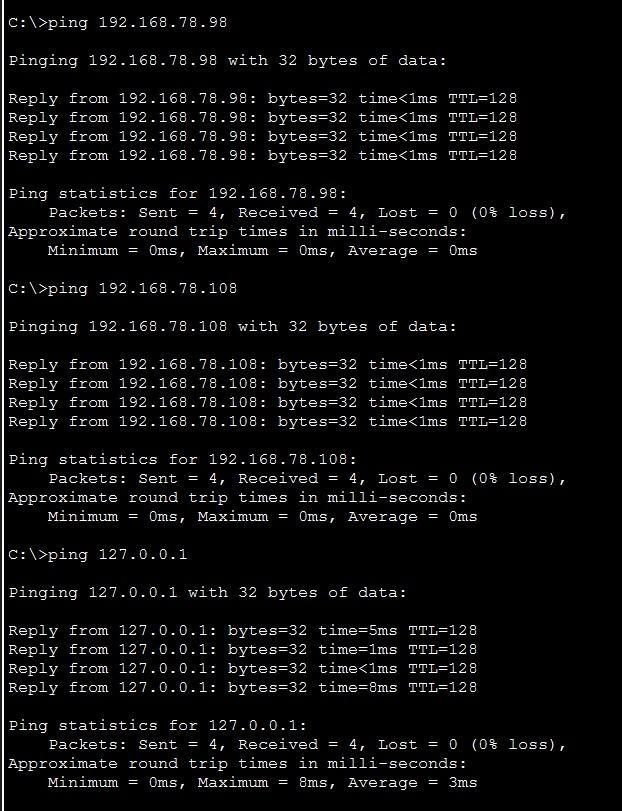 C:\>ping 192.168.78.98
Pinging 192.168.78.98 with 32 bytes of data:
Reply from 192.168.78.98: bytes=32 time<1ms TTL=128
Reply from 192.168.78.98: bytes=32 time<1ms TTL=128
Reply from 192.168.78.98: bytes=32 time<1ms TTL=128
Reply from 192.168.78.98: bytes=32 time<1ms TTL=128
Ping statistics for 192.168.78.98:
    Packets: Sent = 4, Received = 4, Lost = 0 (0% loss),
Approximate round trip times in milli-seconds:
    Minimum = 0ms, Maximum = 0ms, Average = 0ms
C:\>ping 192.168.78.108
Pinging 192.168.78.108 with 32 bytes of data:
Reply from 192.168.78.108: bytes=32 time<1ms TTL=128
Reply from 192.168.78.108: bytes=32 time<1ms TTL=128
Reply from 192.168.78.108: bytes=32 time<1ms TTL=128
Reply from 192.168.78.108: bytes=32 time<1ms TTL=128
Ping statistics for 192.168.78.108:
    Packets: Sent = 4, Received = 4, Lost = 0 (0% loss),
Approximate round trip times in milli-seconds:
    Minimum = 0ms, Maximum = 0ms, Average = 0ms
C:\>ping 127.0.0.1
Pinging 127.0.0.1 with 32 bytes of data:
Reply from 127.0.0.1: bytes=32 time=5ms TTL=128
Reply from 127.0.0.1: bytes=32 time=1ms TTL=128
Reply from 127.0.0.1: bytes=32 time<1ms TTL=128
Reply from 127.0.0.1: bytes=32 time=8ms TTL=128
Ping statistics for 127.0.0.1:
    Packets: Sent = 4, Received = 4, Lost = 0 (0% loss),
Approximate round trip times in milli-seconds:
    Minimum = 0ms, Maximum = 8ms, Average = 3ms